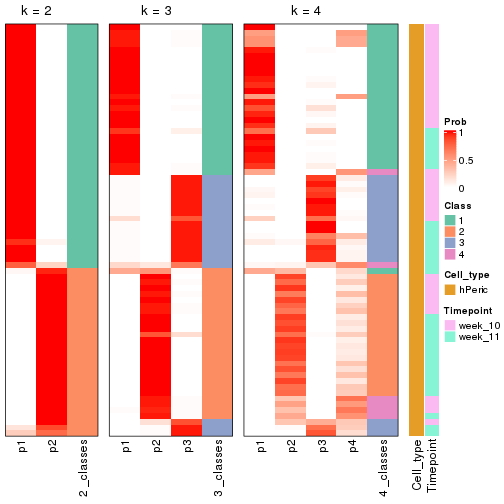 k = 2
k = 3
k = 4
p1
p2
2_classes
p1
p2
p3
3_classes
p1
p2
p3
p4
4_classes
Cell_type
Timepoint
Prob
1
0.5
0
Class
1
2
3
4
Cell_type
hPeric
Timepoint
week_10
week_11